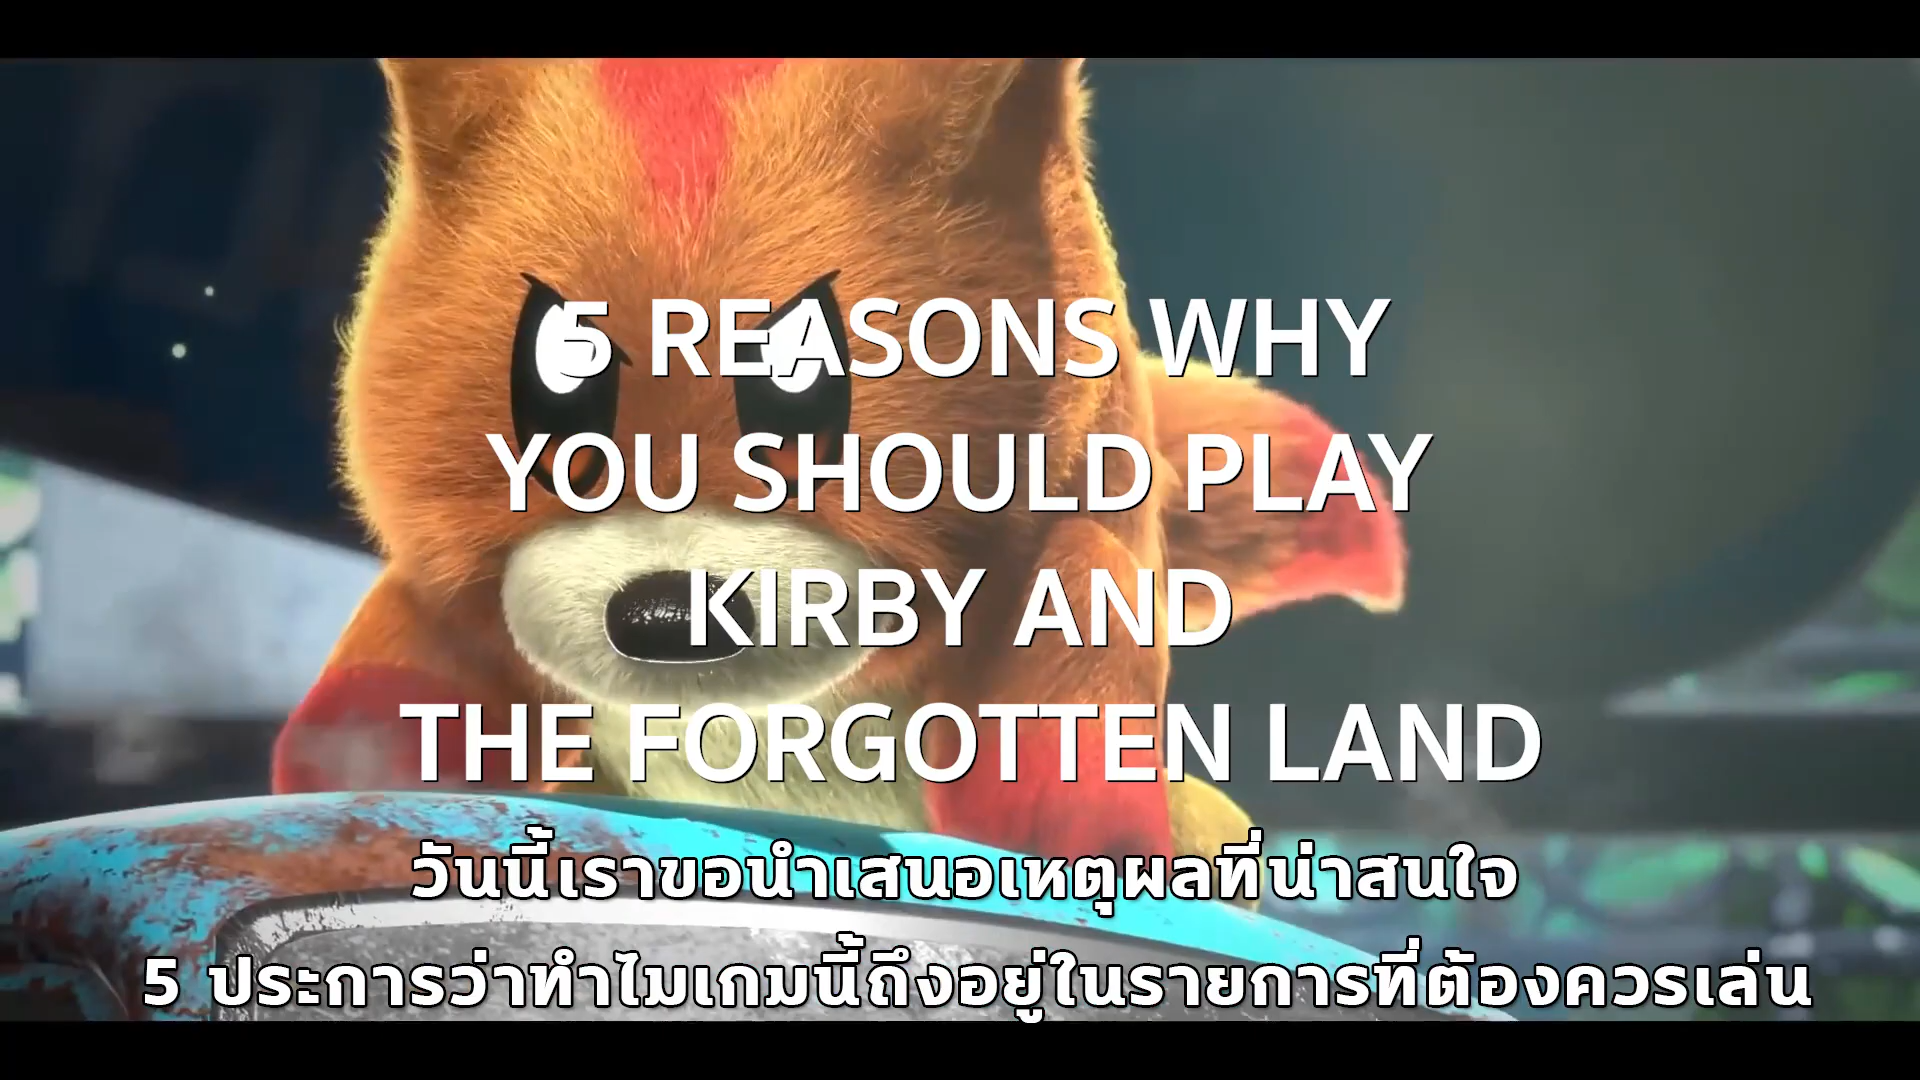 5 REASONS WHY
YOU SHOULD PLAY
KIRBY AND
THE FORGOTTEN LAND
วันนี้เราขอนำเสนอเหตุผลที่น่าสนใจ
5 ประการว่าทำไมเกมนี้ถึงอยู่ในรายการที่ต้องควรเล่น